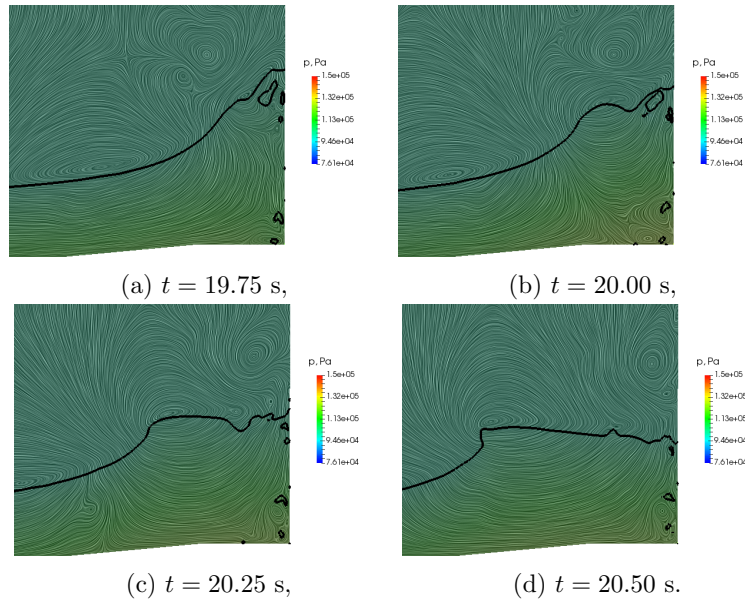 p, Pa
1.5e+05
1.32e+05
1.13e+05
9.46e+04
7.61e+04
p, Pa
1.5e+05
1.32e+05
1.13e+05
9.46e+04
7.61e+04
(a) t = 19.75 s,
(b) t = 20.00 s,
p, Pa
1.5e+05
1.32e+05
1.13e+05
9.46e+04
7.61e+04
p, Pa
1.5e+05
1.32e+05
1.13e+05
9.46e+04
7.61e+04
(c) t = 20.25 s,
(d) t = 20.50 s.